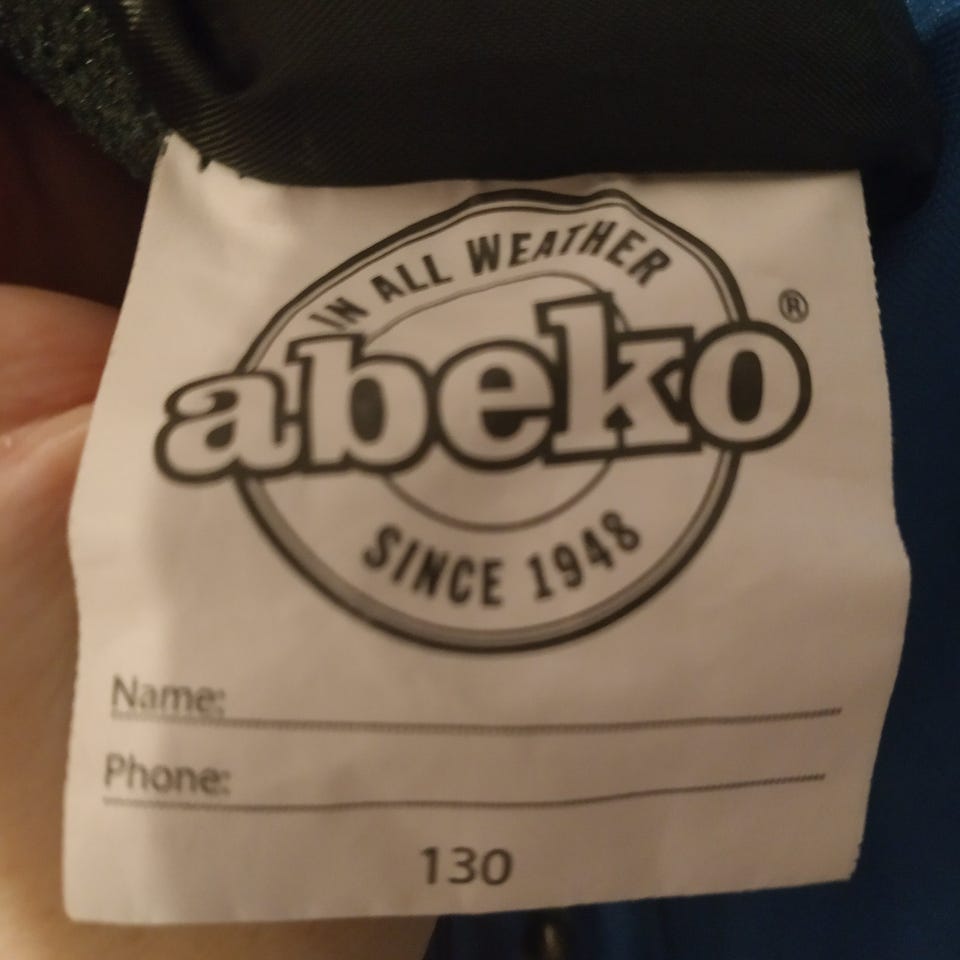 IN ALL WEATHER
abeko®
SINCE 1948
Name:
Phone:
130